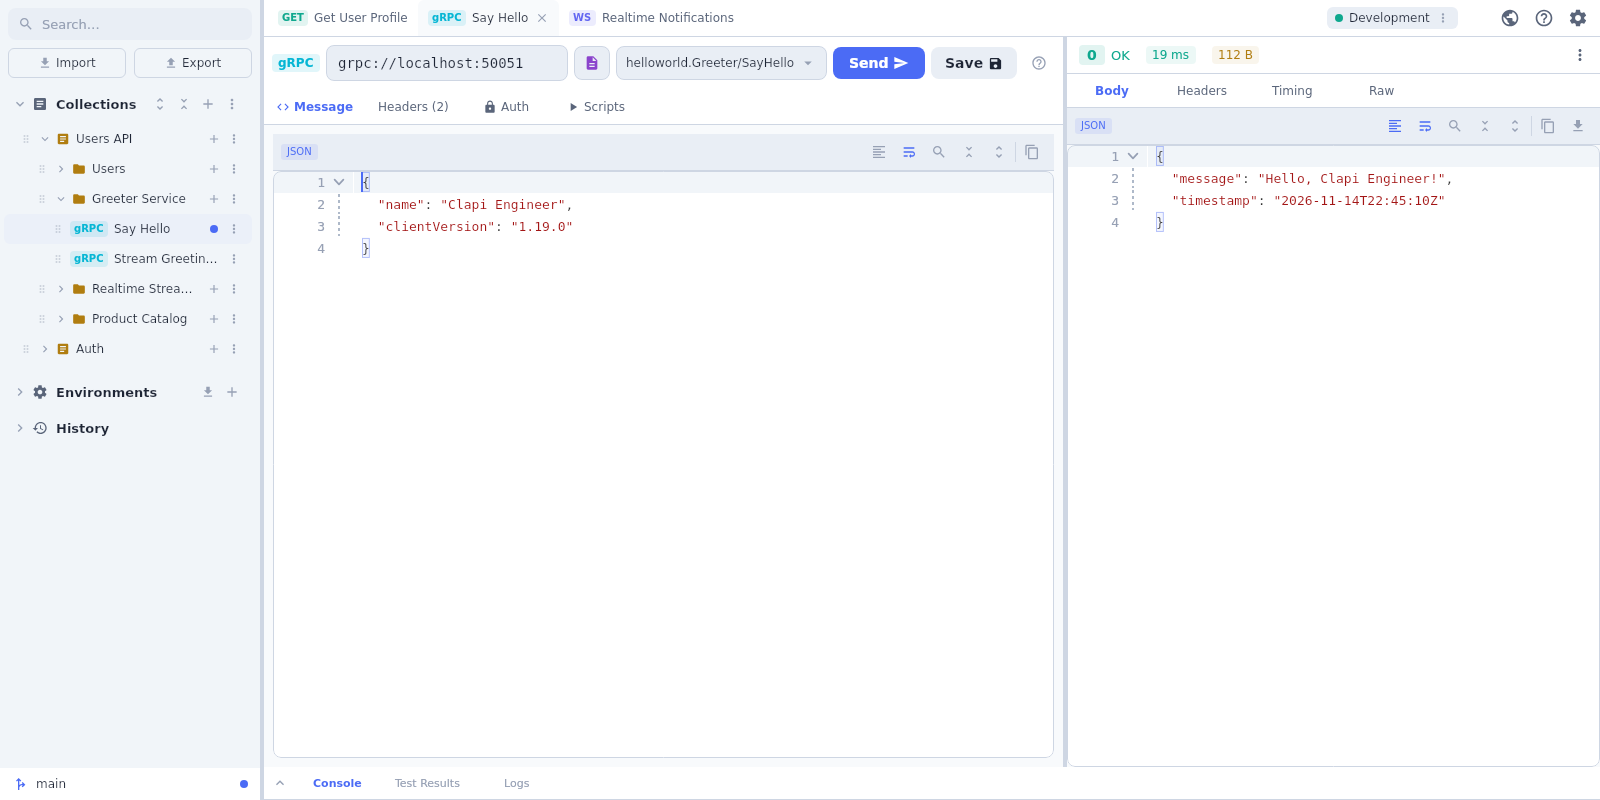 Search...
Import
Export
Collections
Users API
Users
Greeter Service
gRPC Say Hello
gRPC Stream Greetin...
Realtime Strea...
Product Catalog
Auth
Environments
History
main
GET Get User Profile
gRPC Say Hello
WS Realtime Notifications
Development
gRPC
grpc://localhost:50051
helloworld.Greeter/SayHello
Send
Save
Message
Headers (2)
Auth
Scripts
JSON
1 {
2 "name": "Clapi Engineer",
3 "clientVersion": "1.19.0"
4 }
Console
Test Results
Logs
0 OK
19 ms
112 B
Body
Headers
Timing
Raw
JSON
1 {
2 "message": "Hello, Clapi Engineer!",
3 "timestamp": "2026-11-14T22:45:10Z"
4 }